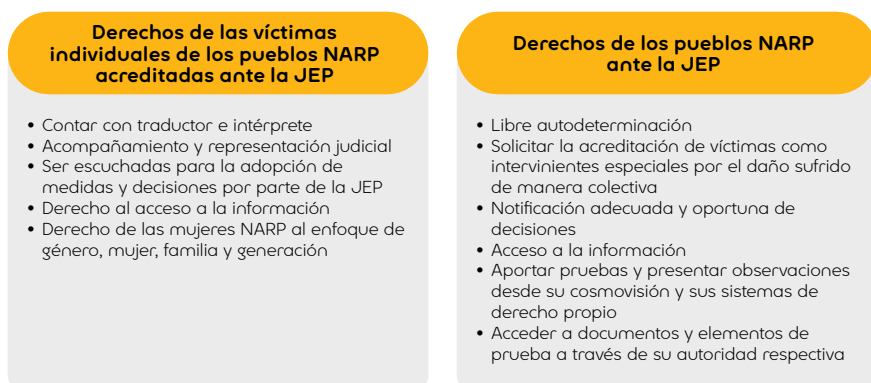 Derechos de las víctimas
individuales de los pueblos NARP
acreditadas ante la JEP
• Contar con traductor e intérprete
• Acompañamiento y representación judicial
• Ser escuchadas para la adopción de
medidas y decisiones por parte de la JEP
• Derecho al acceso a la información
• Derecho de las mujeres NARP al enfoque de
género, mujer, familia y generación
Derechos de los pueblos NARP
ante la JEP
• Libre autodeterminación
• Solicitar la acreditación de víctimas como
intervinientes especiales por el daño sufrido
de manera colectiva
• Notificación adecuada y oportuna de
decisiones
• Acceso a la información
• Aportar pruebas y presentar observaciones
desde su cosmovisión y sus sistemas de
derecho propio
• Acceder a documentos y elementos de
prueba a través de su autoridad respectiva